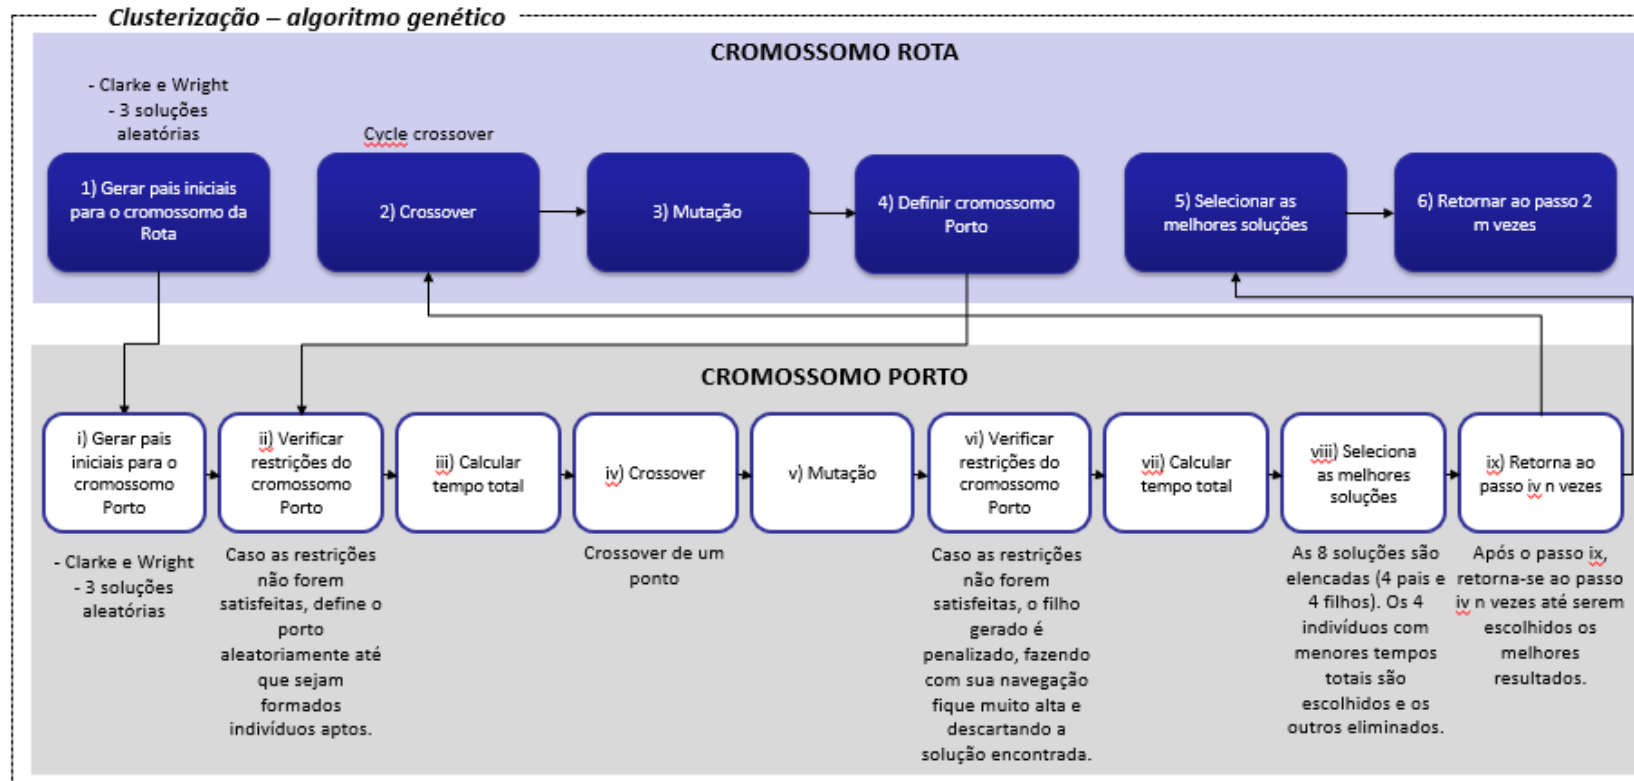 Clusterização – algoritmo genético
CROMOSSOMO ROTA
- Clarke e Wright
- 3 soluções
aleatórias
Cycle crossover
1) Gerar pais iniciais
para o cromossomo da
Rota
2) Crossover
3) Mutação
4) Definir cromossomo
Porto
5) Selecionar as
melhores soluções
6) Retornar ao passo 2
m vezes
CROMOSSOMO PORTO
i) Gerar pais
iniciais para o
cromossomo
Porto
ii) Verificar
restrições do
cromossomo
Porto
iii) Calcular
tempo total
iv) Crossover
v) Mutação
vi) Verificar
restrições do
cromossomo
Porto
vii) Calcular
tempo total
viii) Seleciona
as melhores
soluções
ix) Retorna ao
passo iv n vezes
- Clarke e Wright
- 3 soluções
aleatórias
Caso as restrições
não forem
satisfeitas, define o
porto
aleatoriamente até
que sejam
formados
indivíduos aptos.
Crossover de um
ponto
Caso as restrições
não forem
satisfeitas, o filho
gerado é
penalizado, fazendo
com sua navegação
fique muito alta e
descartando a
solução encontrada.
As 8 soluções são
elencadas (4 pais e
4 filhos). Os 4
indivíduos com
menores tempos
totais são
escolhidos e os
outros eliminados.
Após o passo ix,
retorna-se ao passo
iv n vezes até serem
escolhidos os
melhores
resultados.